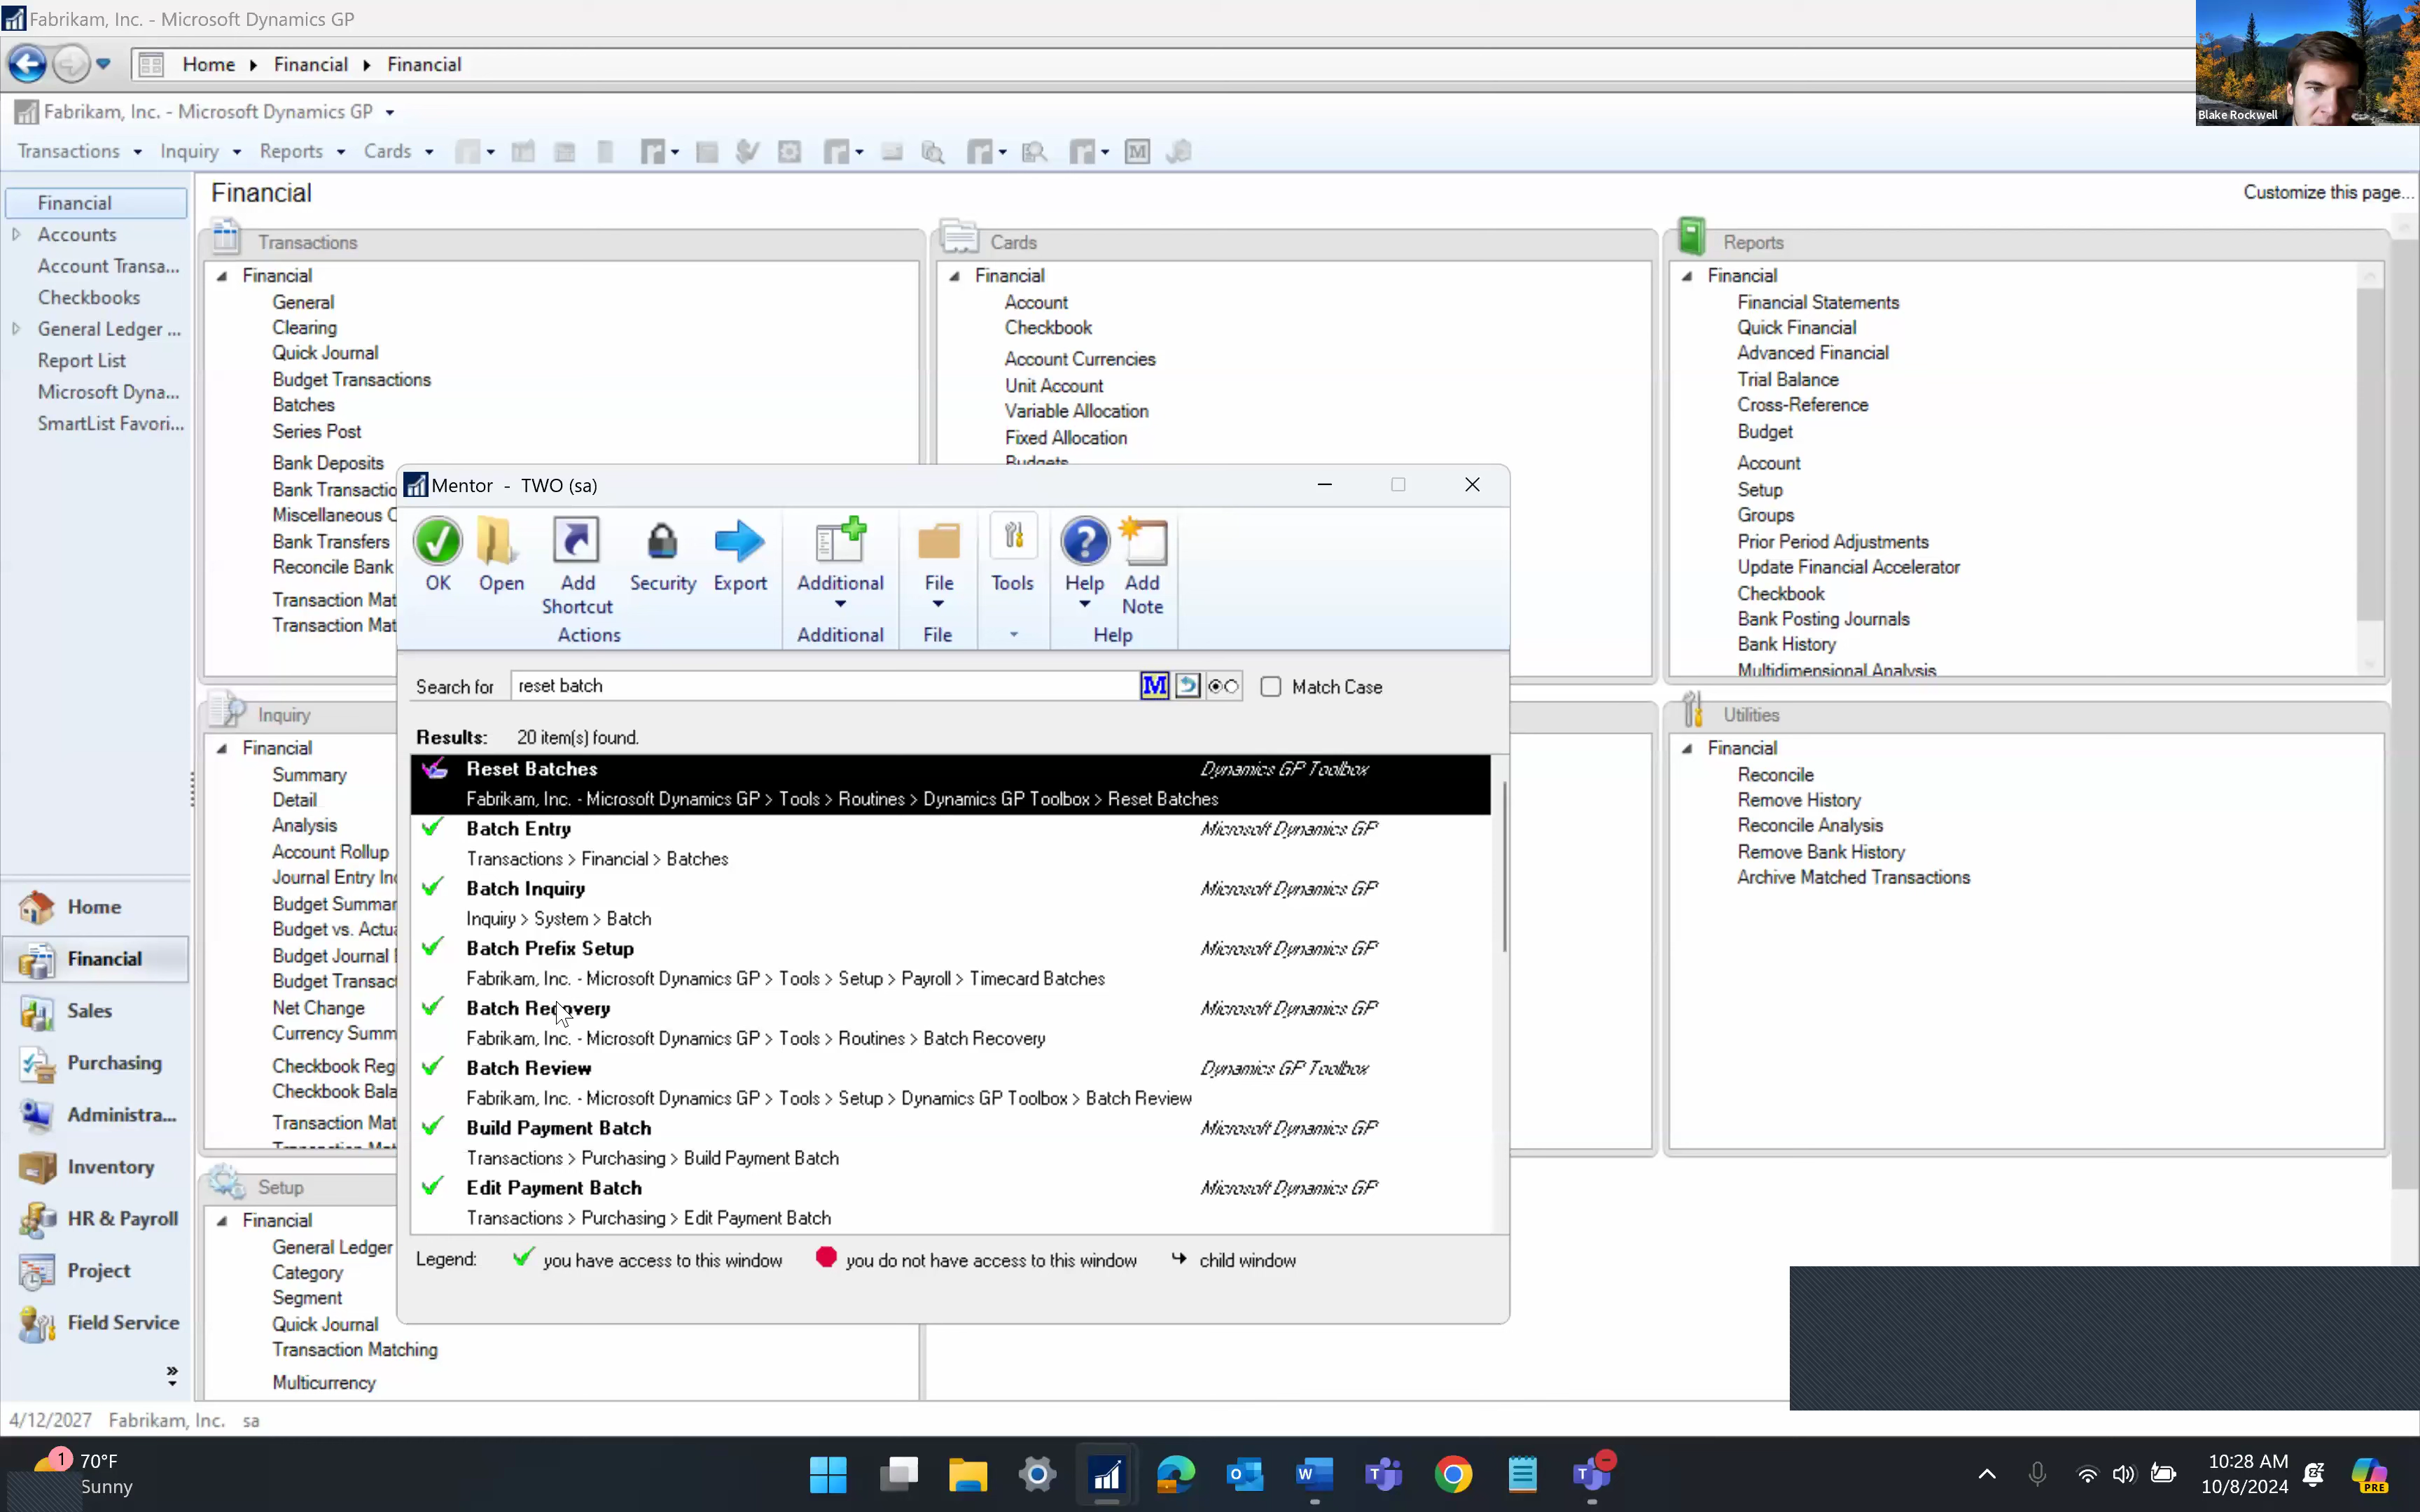 Fabrikam, Inc. - Microsoft Dynamics GP
Home Financial Financial
Blake Rockwell
Fabrikam, Inc. - Microsoft Dynamics GP
Transactions Inquiry Reports Cards
Financial
Accounts
Account Transa...
Checkbooks
General Ledger ...
Report List
Microsoft Dyna...
SmartList Favori...
Home
Financial
Sales
Purchasing
Administra...
Inventory
HR & Payroll
Project
Field Service
Financial
Customize this page...
Transactions
Financial
General
Clearing
Quick Journal
Budget Transactions
Batches
Series Post
Bank Deposits
Bank Transactio
Miscellaneous C
Bank Transfers
Reconcile Bank
Transaction Mat
Transaction Mat
Cards
Financial
Account
Checkbook
Account Currencies
Unit Account
Variable Allocation
Fixed Allocation
Budgets
Reports
Financial
Financial Statements
Quick Financial
Advanced Financial
Trial Balance
Cross-Reference
Budget
Account
Setup
Groups
Prior Period Adjustments
Update Financial Accelerator
Checkbook
Bank Posting Journals
Bank History
Multidimensional Analysis
Inquiry
Financial
Summary
Detail
Analysis
Account Rollup
Journal Entry Inc
Budget Summar
Budget vs. Actu
Budget Journal
Budget Transac
Net Change
Currency Summ
Checkbook Reg
Checkbook Bala
Transaction Mat
Transaction Mat
Utilities
Financial
Reconcile
Remove History
Reconcile Analysis
Remove Bank History
Archive Matched Transactions
Setup
Financial
General Ledger
Category
Segment
Quick Journal
Transaction Matching
Multicurrency
Mentor - TWO (sa)
OK
Open
Add Shortcut
Security
Export
Actions
Additional
Additional
File
File
Tools
Help
Add Note
Help
Search for reset batch M Match Case
Results: 20 item(s) found.
Reset Batches Dynamics GP Toolbox
Fabrikam, Inc. - Microsoft Dynamics GP > Tools > Routines > Dynamics GP Toolbox > Reset Batches
Batch Entry Microsoft Dynamics GP
Transactions > Financial > Batches
Batch Inquiry Microsoft Dynamics GP
Inquiry > System > Batch
Batch Prefix Setup Microsoft Dynamics GP
Fabrikam, Inc. - Microsoft Dynamics GP > Tools > Setup > Payroll > Timecard Batches
Batch Recovery Microsoft Dynamics GP
Fabrikam, Inc. - Microsoft Dynamics GP > Tools > Routines > Batch Recovery
Batch Review Dynamics GP Toolbox
Fabrikam, Inc. - Microsoft Dynamics GP > Tools > Setup > Dynamics GP Toolbox > Batch Review
Build Payment Batch Microsoft Dynamics GP
Transactions > Purchasing > Build Payment Batch
Edit Payment Batch Microsoft Dynamics GP
Transactions > Purchasing > Edit Payment Batch
Legend: you have access to this window you do not have access to this window child window
4/12/2027 Fabrikam, Inc. sa
1
70°F
Sunny
10:28 AM
10/8/2024
PRE